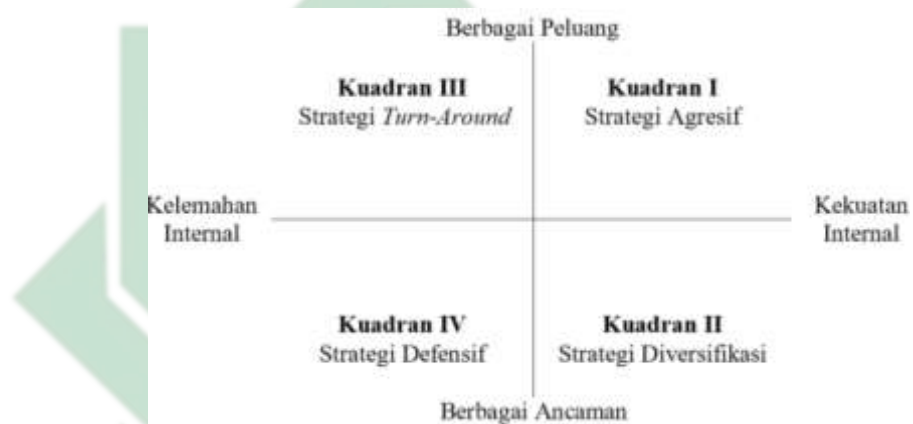 Berbagai Peluang
Kuadran III
Strategi Turn-Around
Kuadran I
Strategi Agresif
Kelemahan
Internal
Kekuatan
Internal
Kuadran IV
Strategi Defensif
Kuadran II
Strategi Diversifikasi
Berbagai Ancaman